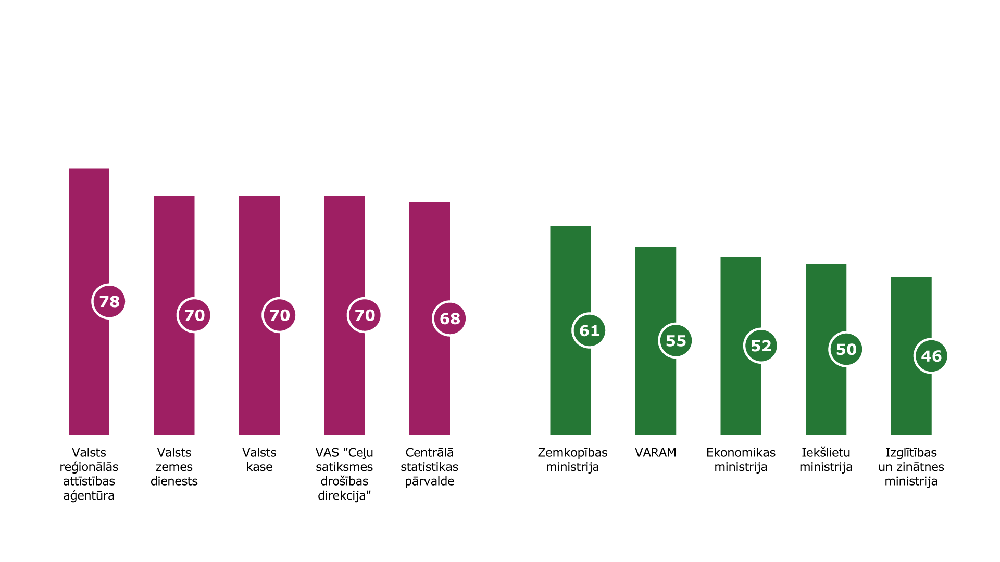 78
70
70
70
68
61
55
52
50
46
Valsts
reģionālās
attīstības
aģentūra
Valsts
zemes
dienests
Valsts
kase
VAS "Ceļu
satiksmes
drošības
direkcija"
Centrālā
statistikas
pārvalde
Zemkopības
ministrija
VARAM
Ekonomikas
ministrija
Iekšlietu
ministrija
Izglītības
un zinātnes
ministrija